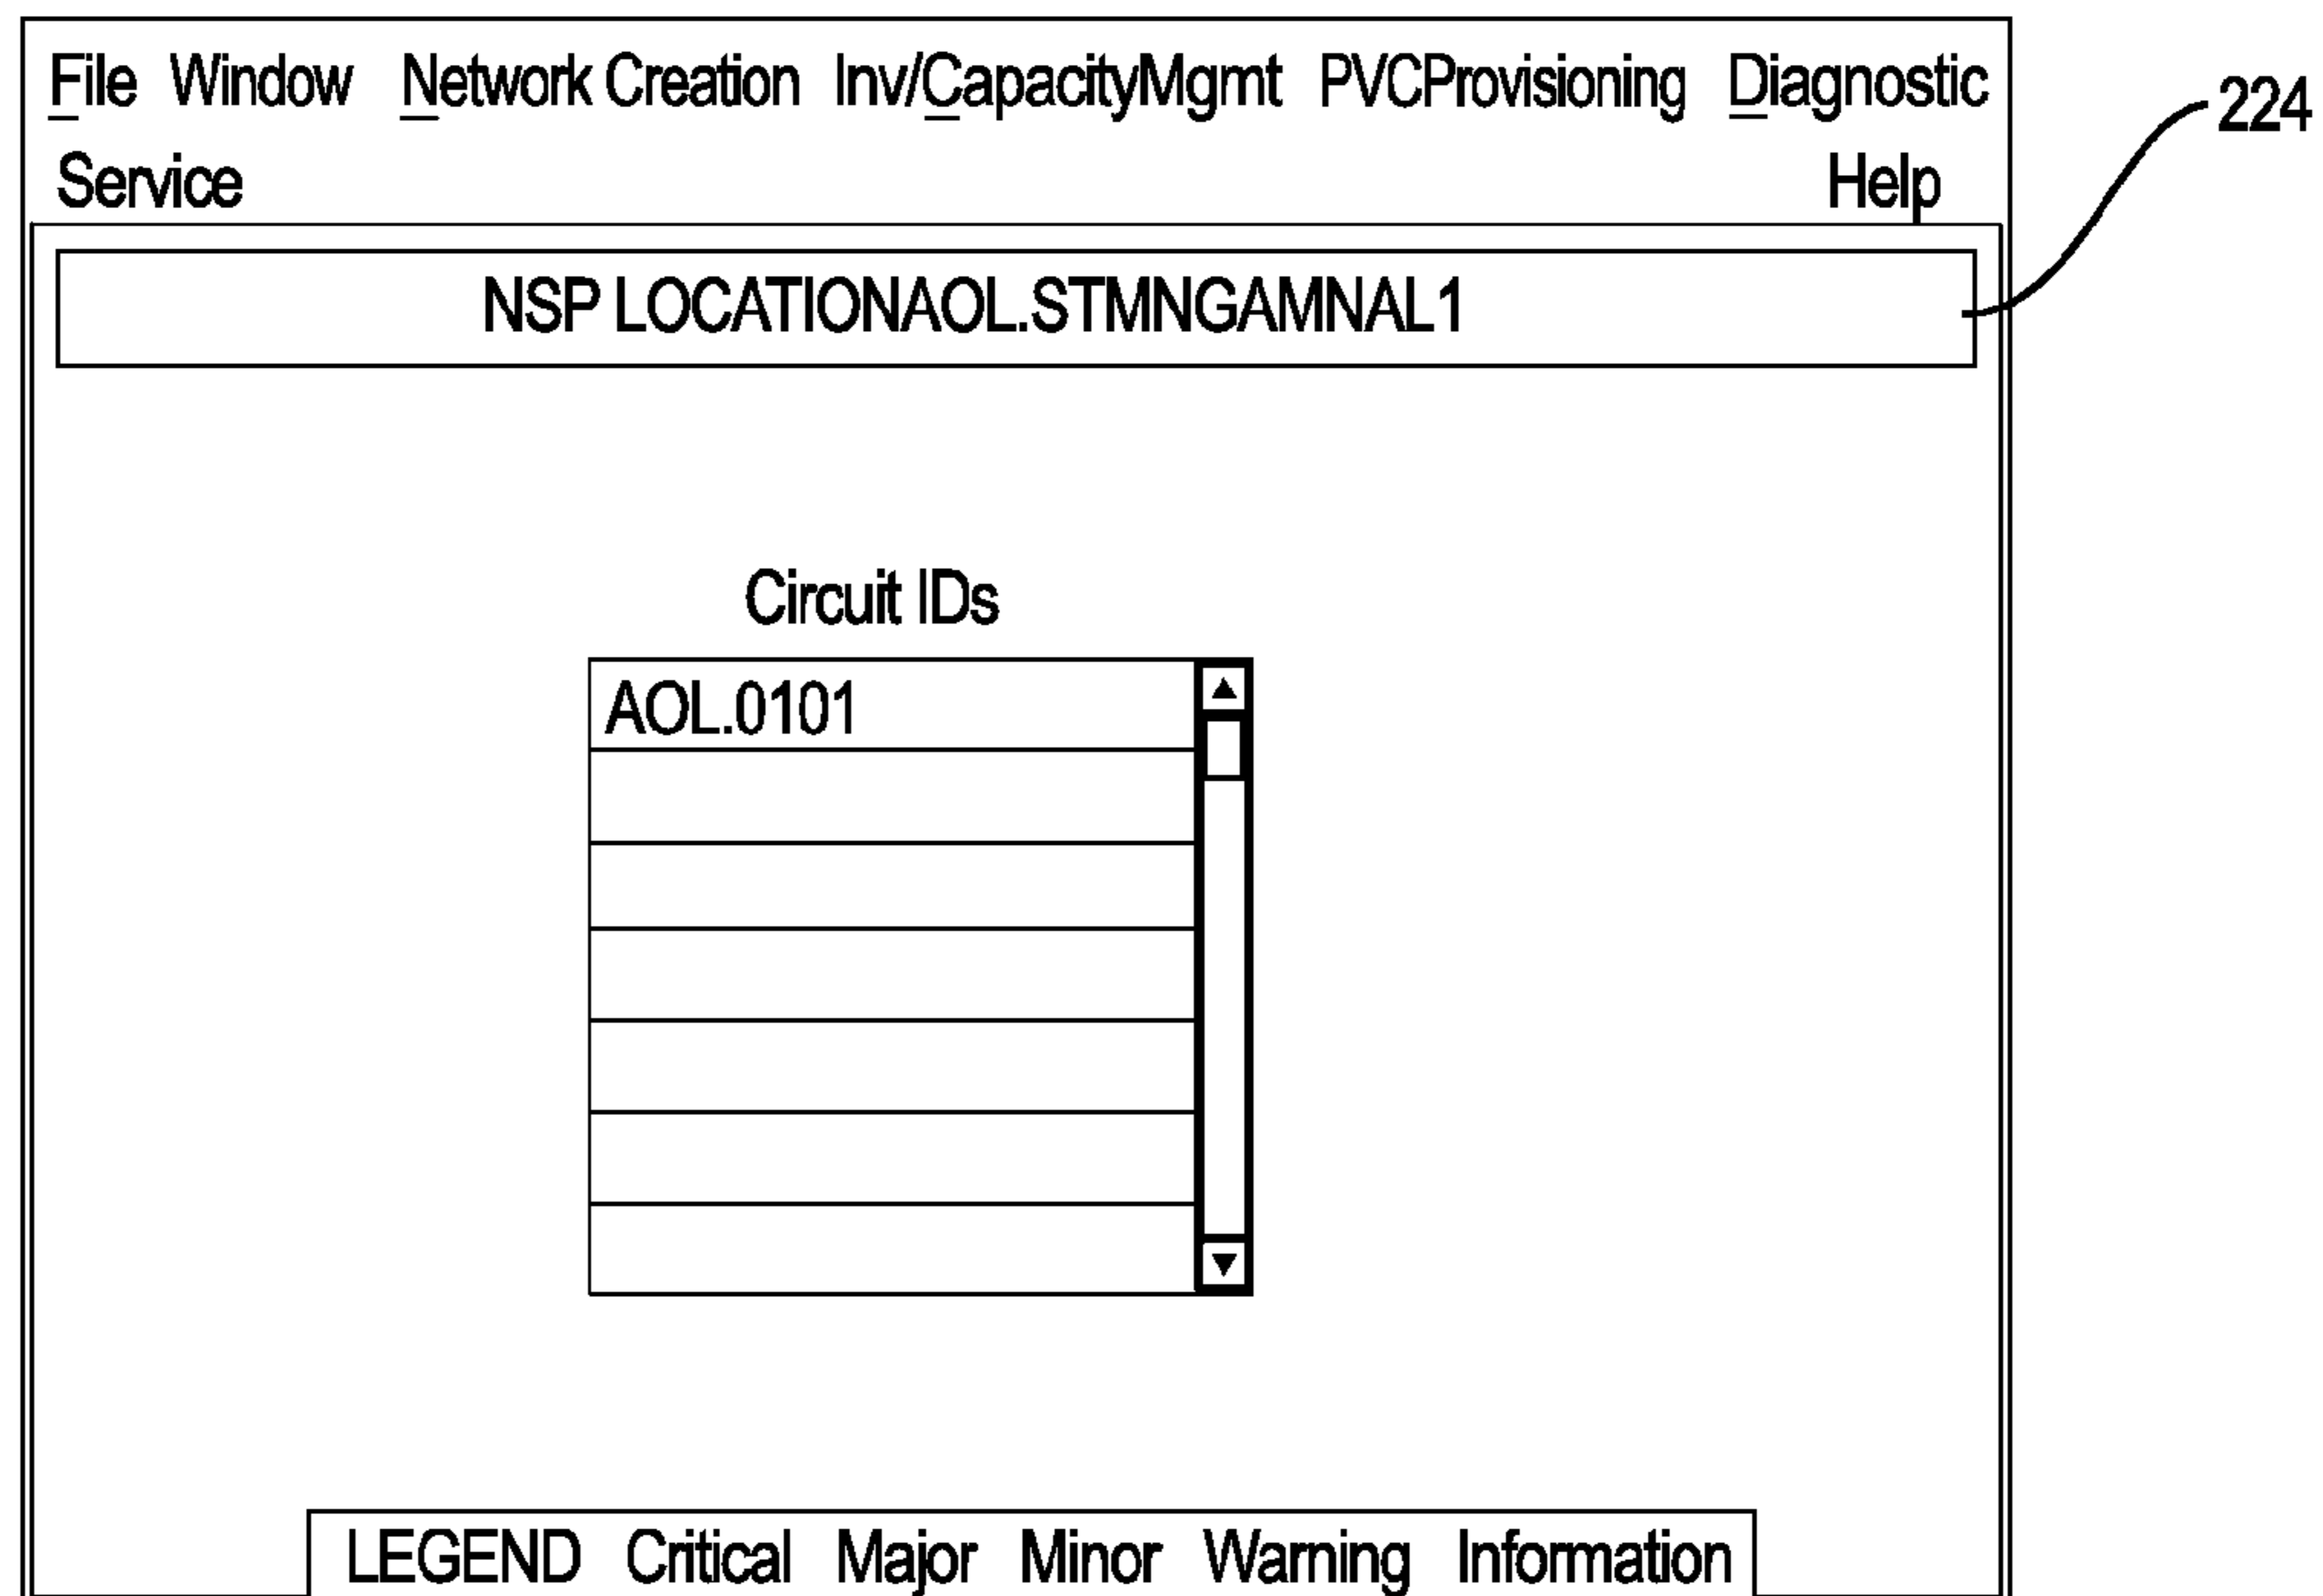 File Window Network Creation Inv/CapacityMgmt PVCProvisioning Diagnostic
224
Service Help
NSP LOCATIONAOL.STMNGAMNAL1
Circuit IDs
AOL.0101
LEGEND Critical Major Minor Warning Information